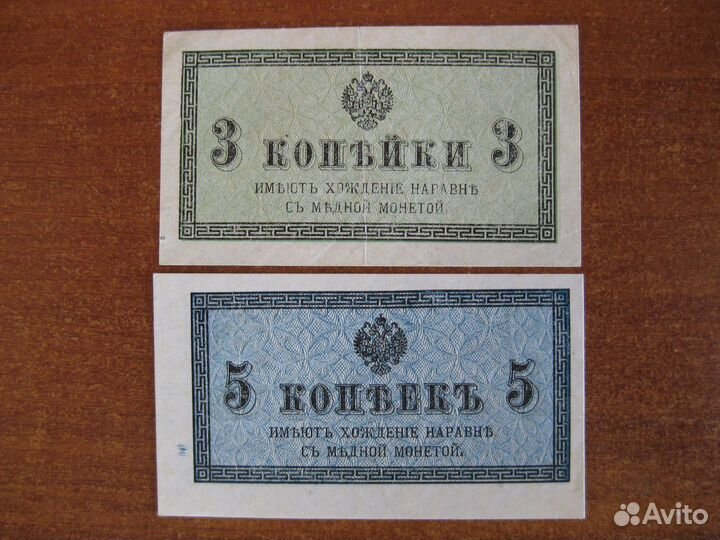 3 КОПѢЙКИ 3
ИМѢЮТЪ ХОЖДЕНІЕ НАРАВНѢ
СЪ МѢДНОЙ МОНЕТОЙ.
5 КОПѢЕКЪ 5
ИМѢЮТЪ ХОЖДЕНІЕ НАРАВНѢ
СЪ МѢДНОЙ МОНЕТОЙ.
Avito